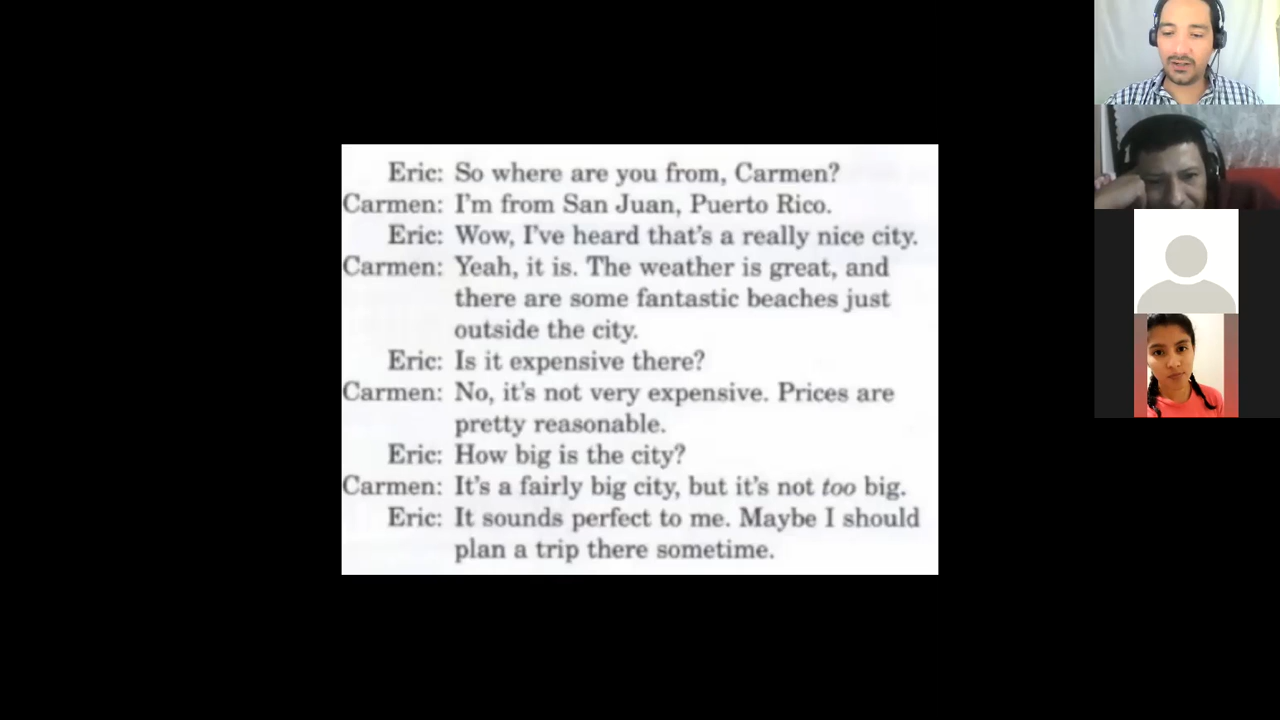 Eric: So where are you from, Carmen?
Carmen: I'm from San Juan, Puerto Rico.
Eric: Wow, I've heard that's a really nice city.
Carmen: Yeah, it is. The weather is great, and
there are some fantastic beaches just
outside the city.
Eric: Is it expensive there?
Carmen: No, it's not very expensive. Prices are
pretty reasonable.
Eric: How big is the city?
Carmen: It's a fairly big city, but it's not too big.
Eric: It sounds perfect to me. Maybe I should
plan a trip there sometime.